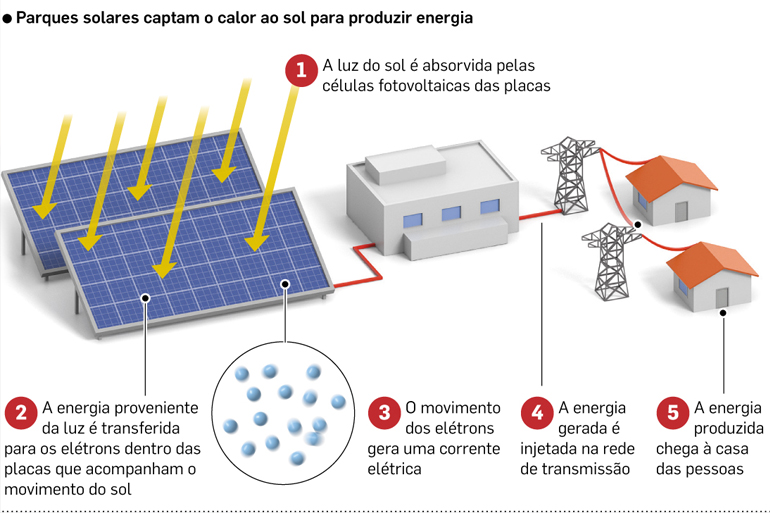 Parques solares captam o calor ao sol para produzir energia
1 A luz do sol é absorvida pelas
células fotovoltaicas das placas
2 A energia proveniente
da luz é transferida
para os elétrons dentro das
placas que acompanham o
movimento do sol
3 O movimento
dos elétrons
gera uma corrente
elétrica
4 A energia
gerada é
injetada na rede
de transmissão
5 A energia
produzida
chega à casa
das pessoas